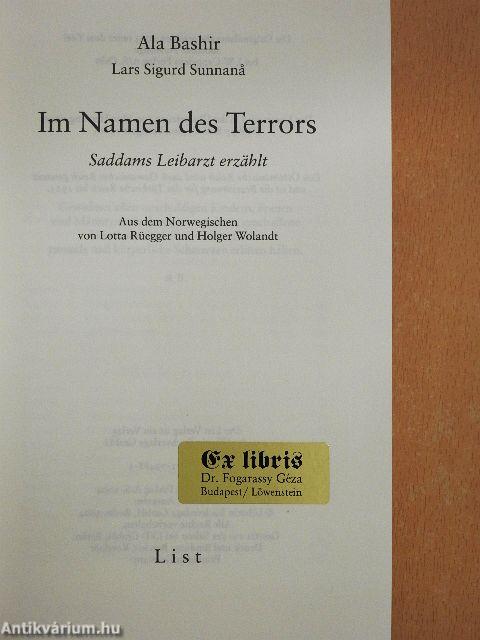 Ala Bashir
Lars Sigurd Sunnanå
Im Namen des Terrors
Saddams Leibarzt erzählt
Aus dem Norwegischen
von Lotta Rüegger und Holger Wolandt
Ex libris
Dr. Fogarassy Géza
Budapest/ Löwenstein
List
Antikvárium.hu